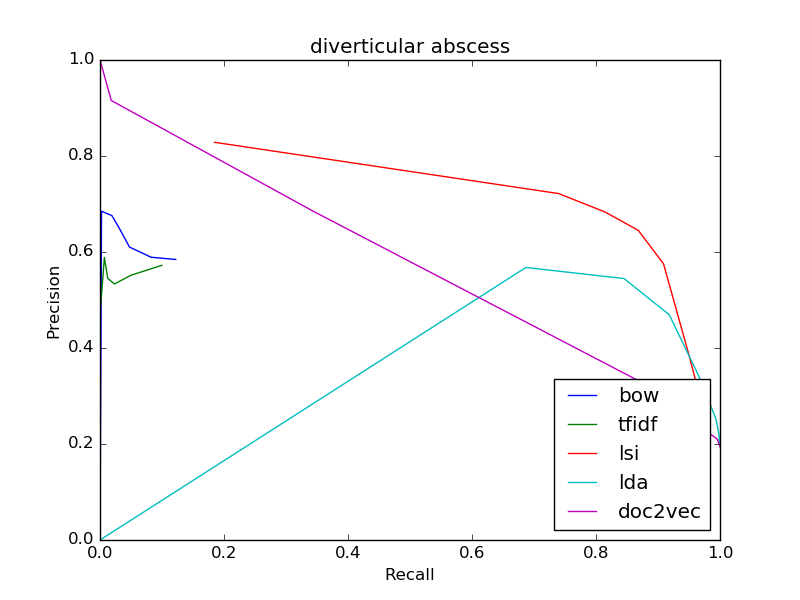 diverticular abscess
1.0
0.8
0.6
0.4
0.2
0.0
Precision
0.0 0.2 0.4 0.6 0.8 1.0
Recall
bow
tfidf
lsi
lda
doc2vec